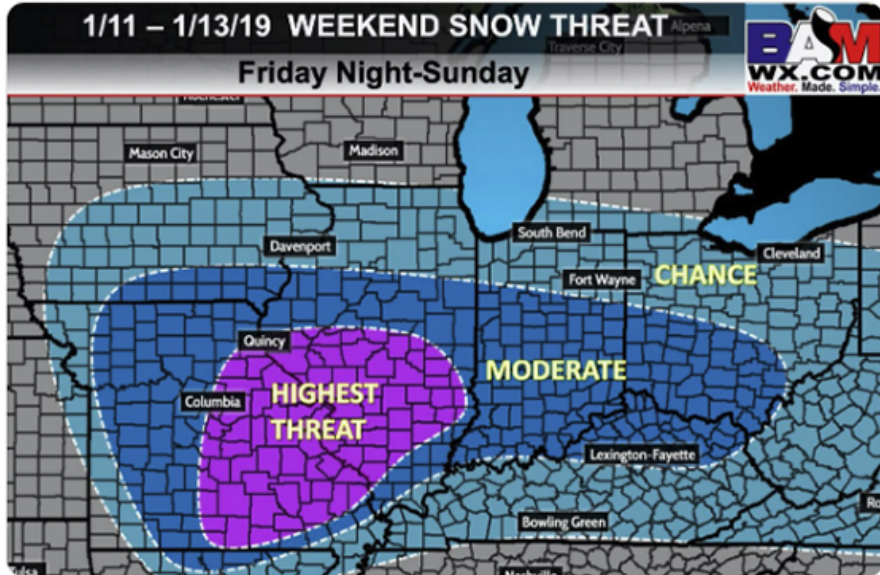 1/11 – 1/13/19 WEEKEND SNOW THREAT
Alpena
Traverse City
BAM
WX.COM
Weather. Made. Simple.
Friday Night-Sunday
Rochester
Mason City
Madison
South Bend
Davenport
Cleveland
Fort Wayne
CHANCE
Quincy
MODERATE
HIGHEST
THREAT
Columbia
Lexington-Fayette
Bowling Green
Nashville